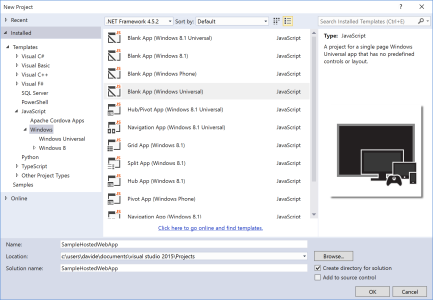 New Project
Recent
.NET Framework 4.5.2
Sort by:
Default
Search Installed Templates (Ctrl+E)
Installed
Templates
Visual C#
Visual Basic
Visual C++
Visual F#
SQL Server
PowerShell
JavaScript
Apache Cordova Apps
Windows
Windows Universal
Windows 8
Python
TypeScript
Other Project Types
Samples
Online
Blank App (Windows 8.1 Universal) JavaScript
Blank App (Windows 8.1) JavaScript
Blank App (Windows Phone) JavaScript
Blank App (Windows Universal) JavaScript
Hub/Pivot App (Windows 8.1 Universal) JavaScript
Navigation App (Windows 8.1 Universal) JavaScript
Grid App (Windows 8.1) JavaScript
Split App (Windows 8.1) JavaScript
Hub App (Windows 8.1) JavaScript
Pivot App (Windows Phone) JavaScript
Navigation App (Windows 8.1) JavaScript
Click here to go online and find templates.
Type: JavaScript
A project for a single page Windows
Universal app that has no predefined
controls or layout.
Name: SampleHostedWebApp
Location: c:\users\davide\documents\visual studio 2015\Projects
Browse...
Solution name: SampleHostedWebApp
Create directory for solution
Add to source control
OK
Cancel